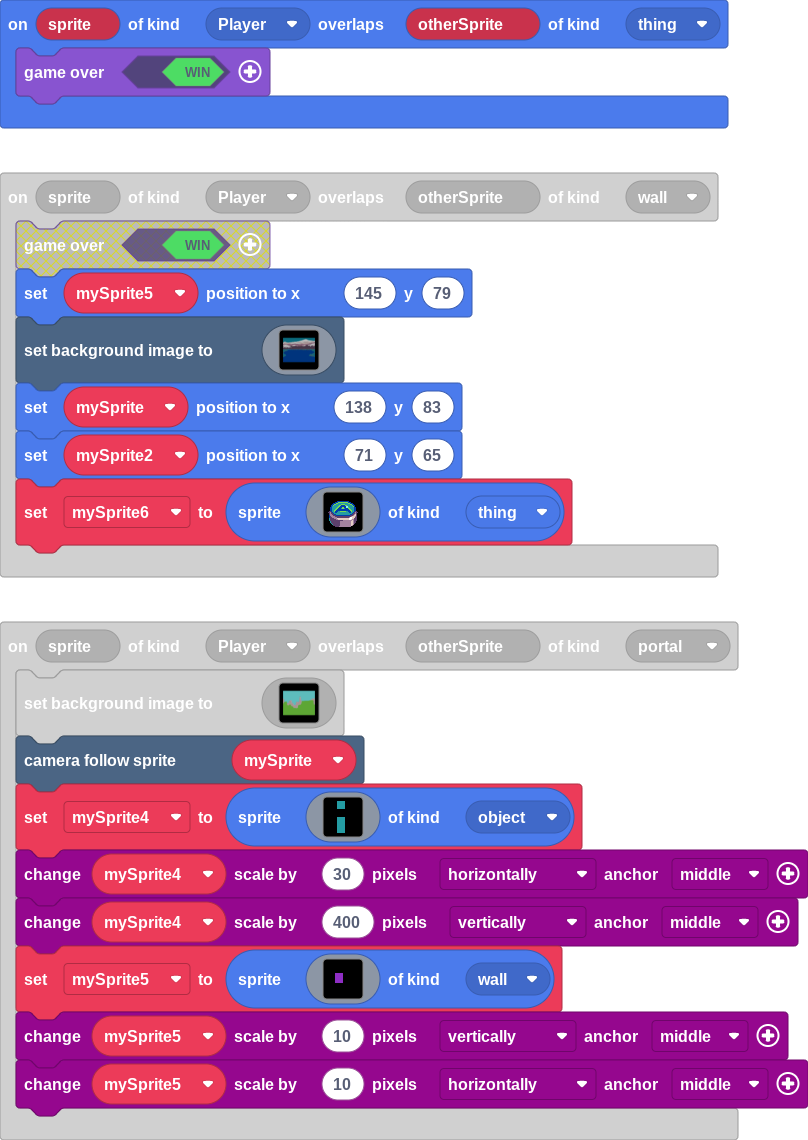 on sprite of kind Player overlaps otherSprite of kind thing
game over WIN
on sprite of kind Player overlaps otherSprite of kind wall
game over WIN
set mySprite5 position to x 145 y 79
set background image to
set mySprite position to x 138 y 83
set mySprite2 position to x 71 y 65
set mySprite6 to sprite of kind thing
on sprite of kind Player overlaps otherSprite of kind portal
set background image to
camera follow sprite mySprite
set mySprite4 to sprite of kind object
change mySprite4 scale by 30 pixels horizontally anchor middle
change mySprite4 scale by 400 pixels vertically anchor middle
set mySprite5 to sprite of kind wall
change mySprite5 scale by 10 pixels vertically anchor middle
change mySprite5 scale by 10 pixels horizontally anchor middle